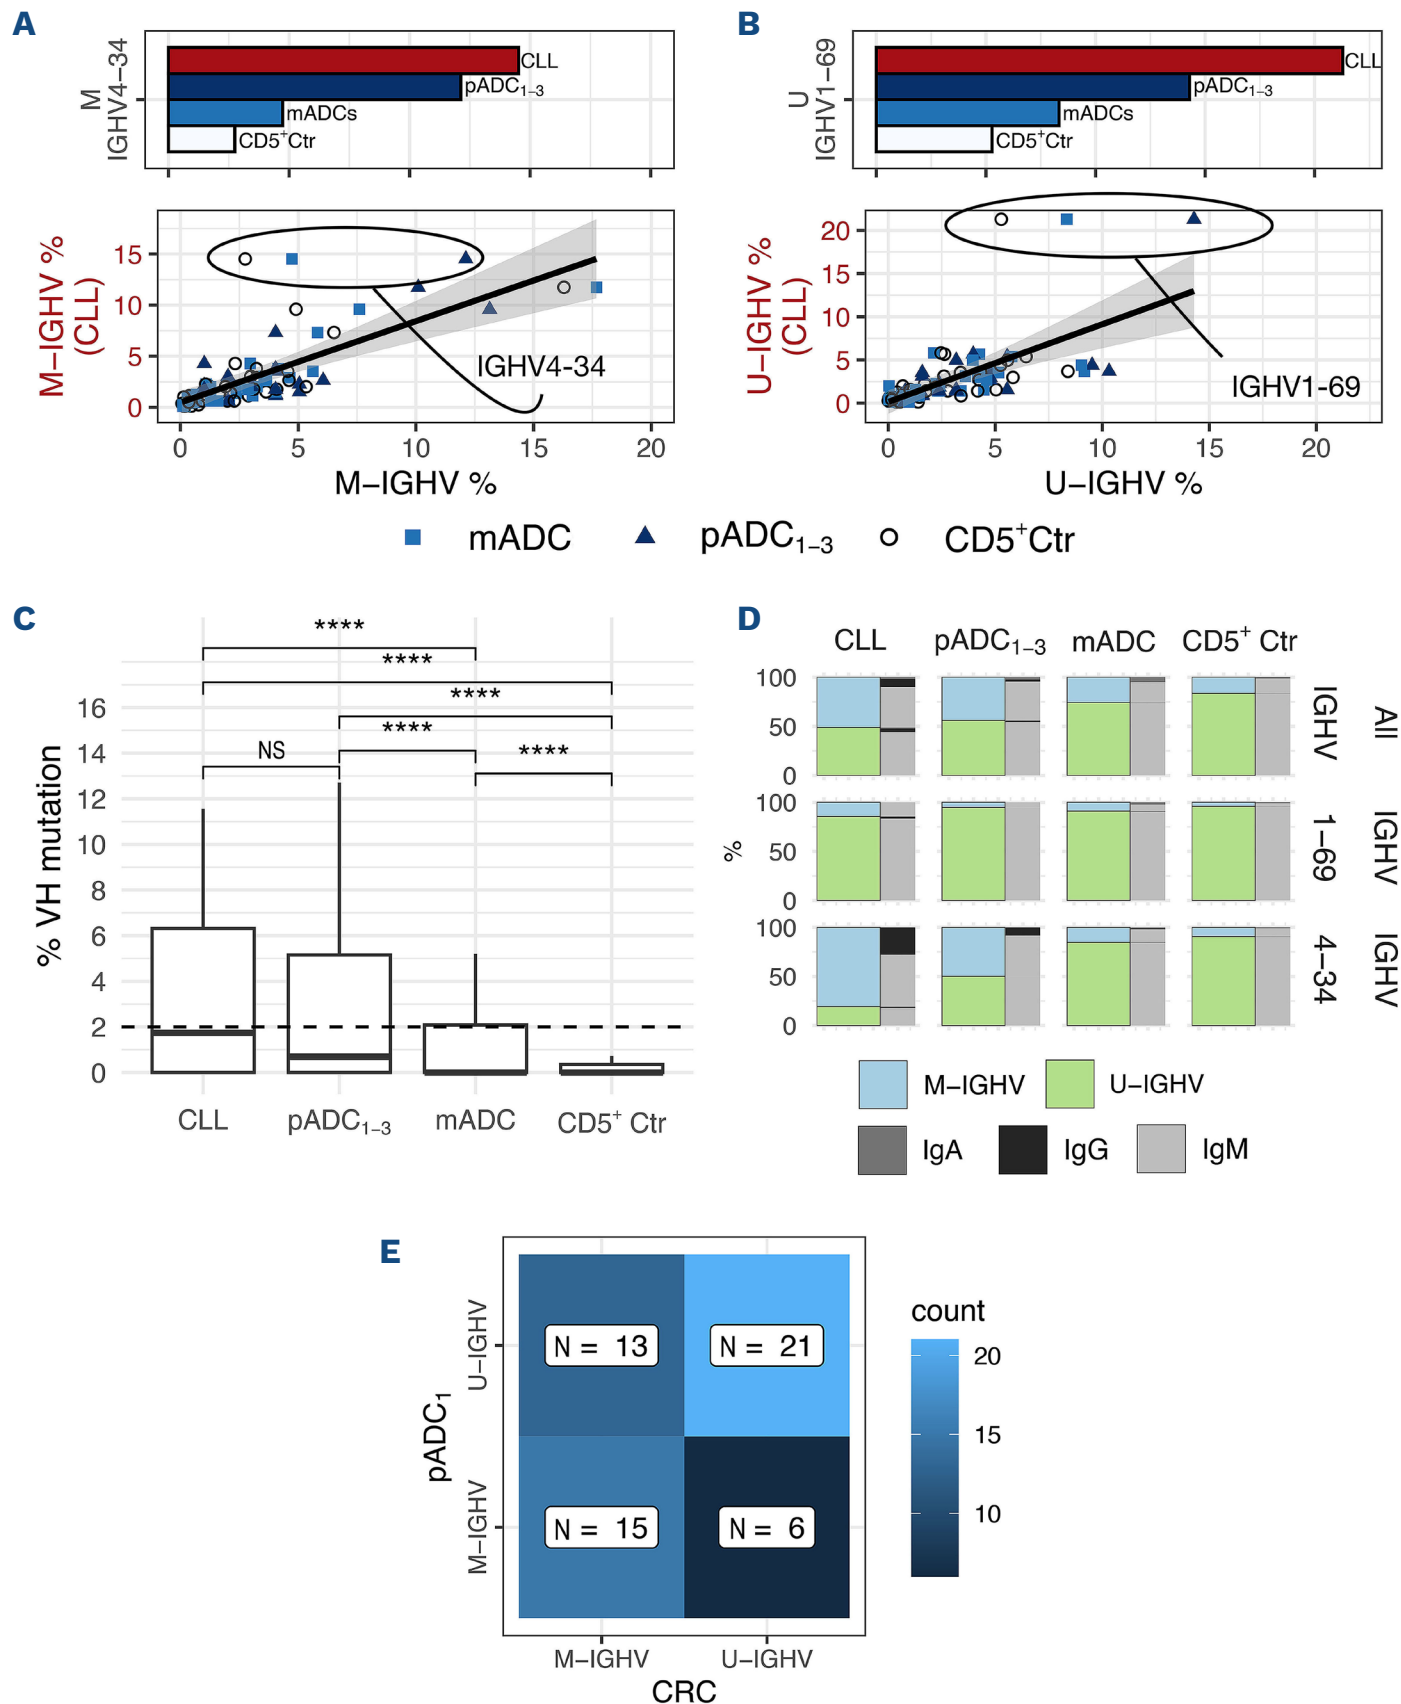 A
M
IGHV4–34
CLL
pADC1–3
mADCs
CD5+Ctr
M–IGHV %
(CLL)
15
10
5
0
IGHV4-34
0 5 10 15 20
M–IGHV %
B
U
IGHV1–69
CLL
pADC1–3
mADCs
CD5+Ctr
U–IGHV %
(CLL)
20
15
10
5
0
IGHV1-69
0 5 10 15 20
U–IGHV %
mADC pADC1–3 CD5+Ctr
C
% VH mutation
16
14
12
10
8
6
4
2
0
****
****
****
****
NS ****
CLL pADC1–3 mADC CD5+ Ctr
D
CLL pADC1–3 mADC CD5+ Ctr
%
100
50
0
All
IGHV
100
50
0
IGHV
1–69
100
50
0
IGHV
4–34
M–IGHV U–IGHV
IgA IgG IgM
E
pADC1
U–IGHV
M–IGHV
N = 13 N = 21
N = 15 N = 6
M–IGHV U–IGHV
CRC
count
20
15
10